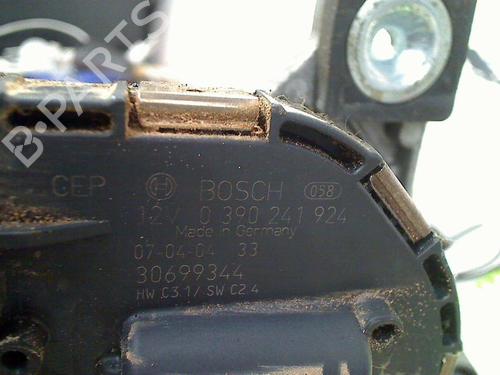 B-PARTS
CEP BOSCH 058
12V 0 390 241 924
Made in Germany
07-04-04 33
30699344
HW C3.1/ SW C2.4